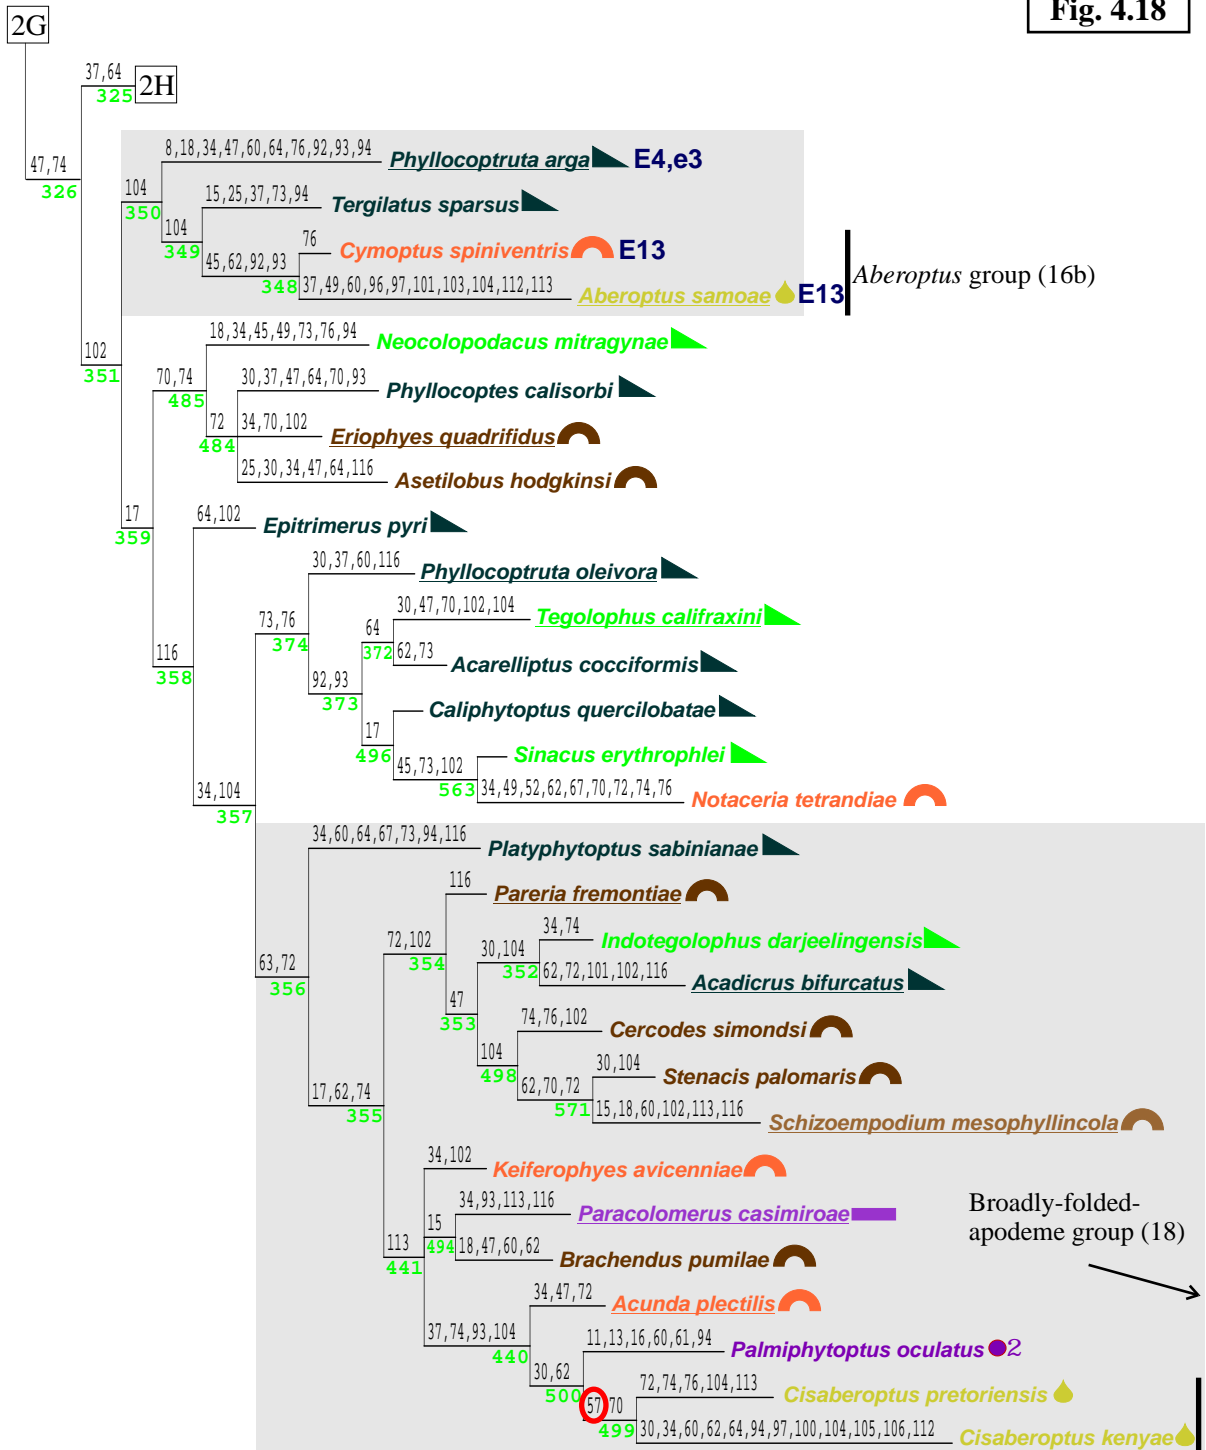 Fig. 4.18
2G
37,64
325
2H
47,74
326
8,18,34,47,60,64,76,92,93,94
Phyllocoptruta arga E4,e3
104
350
15,25,37,73,94
Tergilatus sparsus
104
349
76
Cymoptus spiniventris E13
45,62,92,93
348
37,49,60,96,97,101,103,104,112,113
Aberoptus samoae E13
Aberoptus group (16b)
102
351
18,34,45,49,73,76,94
Neocolopodacus mitragynae
70,74
485
30,37,47,64,70,93
Phyllocoptes calisorbi
72
484
34,70,102
Eriophyes quadrifidus
25,30,34,47,64,116
Asetilobus hodgkinsi
17
359
64,102
Epitrimerus pyri
116
358
30,37,60,116
Phyllocoptruta oleivora
73,76
374
30,47,70,102,104
Tegolophus califraxini
64
372
62,73
Acarelliptus cocciformis
92,93
373
Caliphytoptus quercilobatae
17
496
Sinacus erythrophlei
45,73,102
563
34,49,52,62,67,70,72,74,76
Notaceria tetrandiae
34,104
357
34,60,64,67,73,94,116
Platyphytoptus sabinianae
63,72
356
116
Pareria fremontiae
72,102
354
34,74
Indotegolophus darjeelingensis
30,104
352
62,72,101,102,116
Acadicrus bifurcatus
47
353
74,76,102
Cercodes simondsi
104
498
30,104
Stenacis palomaris
62,70,72
571
15,18,60,102,113,116
Schizoempodium mesophyllincola
17,62,74
355
34,102
Keiferophyes avicenniae
34,93,113,116
Paracolomerus casimiroae
15
494
18,47,60,62
Brachendus pumilae
113
441
Broadly-folded-
apodeme group (18)
34,47,72
Acunda plectilis
37,74,93,104
440
11,13,16,60,61,94
Palmiphytoptus oculatus 2
30,62
500
72,74,76,104,113
Cisaberoptus pretoriensis
57,70
499
30,34,60,62,64,94,97,100,104,105,106,112
Cisaberoptus kenyae